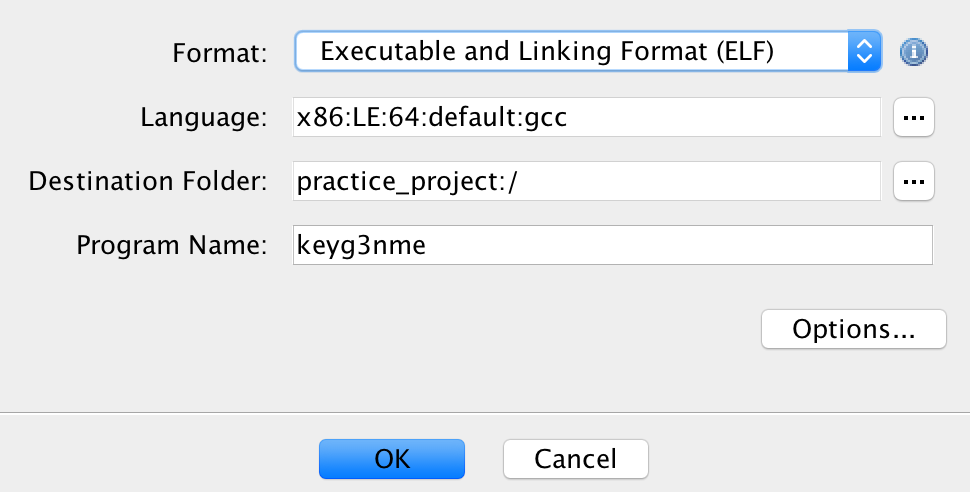 Format: Executable and Linking Format (ELF)
Language: x86:LE:64:default:gcc ...
Destination Folder: practice_project:/ ...
Program Name: keyg3nme
Options...
OK Cancel